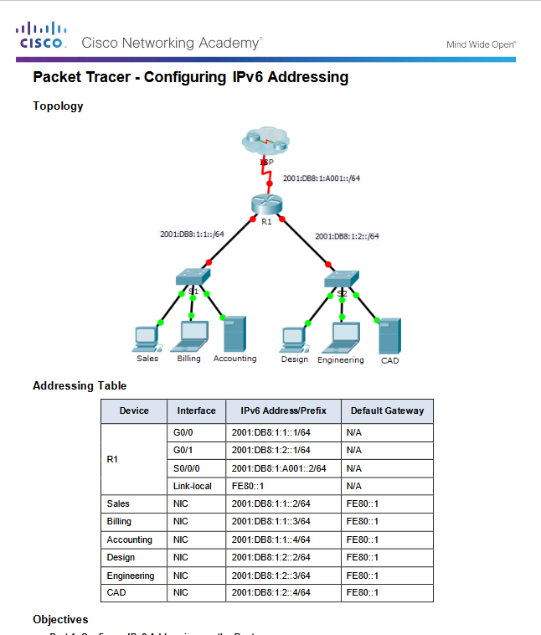 CISCO Cisco Networking Academy® Mind Wide Open®
Packet Tracer - Configuring IPv6 Addressing
Topology
ISP
2001:DB8:1:A001::/64
R1
2001:DB8:1:1::/64 2001:DB8:1:2::/64
S1 S2
Sales Billing Accounting Design Engineering CAD
Addressing Table
Device Interface IPv6 Address/Prefix Default Gateway
R1
G0/0 2001:DB8:1:1::1/64 N/A
G0/1 2001:DB8:1:2::1/64 N/A
S0/0/0 2001:DB8:1:A001::2/64 N/A
Link-local FE80::1 N/A
Sales NIC 2001:DB8:1:1::2/64 FE80::1
Billing NIC 2001:DB8:1:1::3/64 FE80::1
Accounting NIC 2001:DB8:1:1::4/64 FE80::1
Design NIC 2001:DB8:1:2::2/64 FE80::1
Engineering NIC 2001:DB8:1:2::3/64 FE80::1
CAD NIC 2001:DB8:1:2::4/64 FE80::1
Objectives